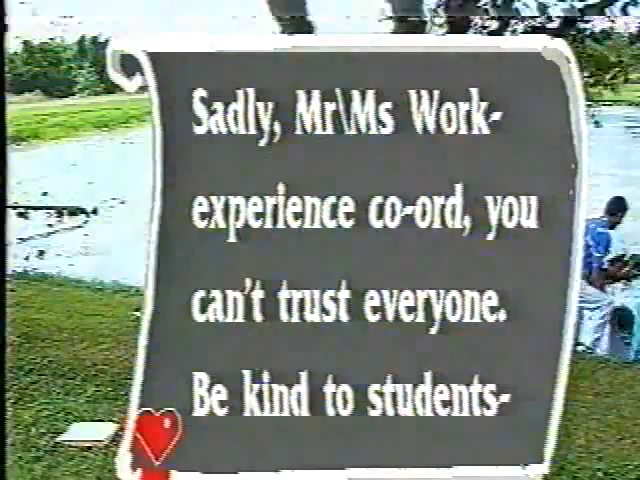 Sadly, Mr\Ms Work-
experience co-ord, you
can't trust everyone.
Be kind to students-